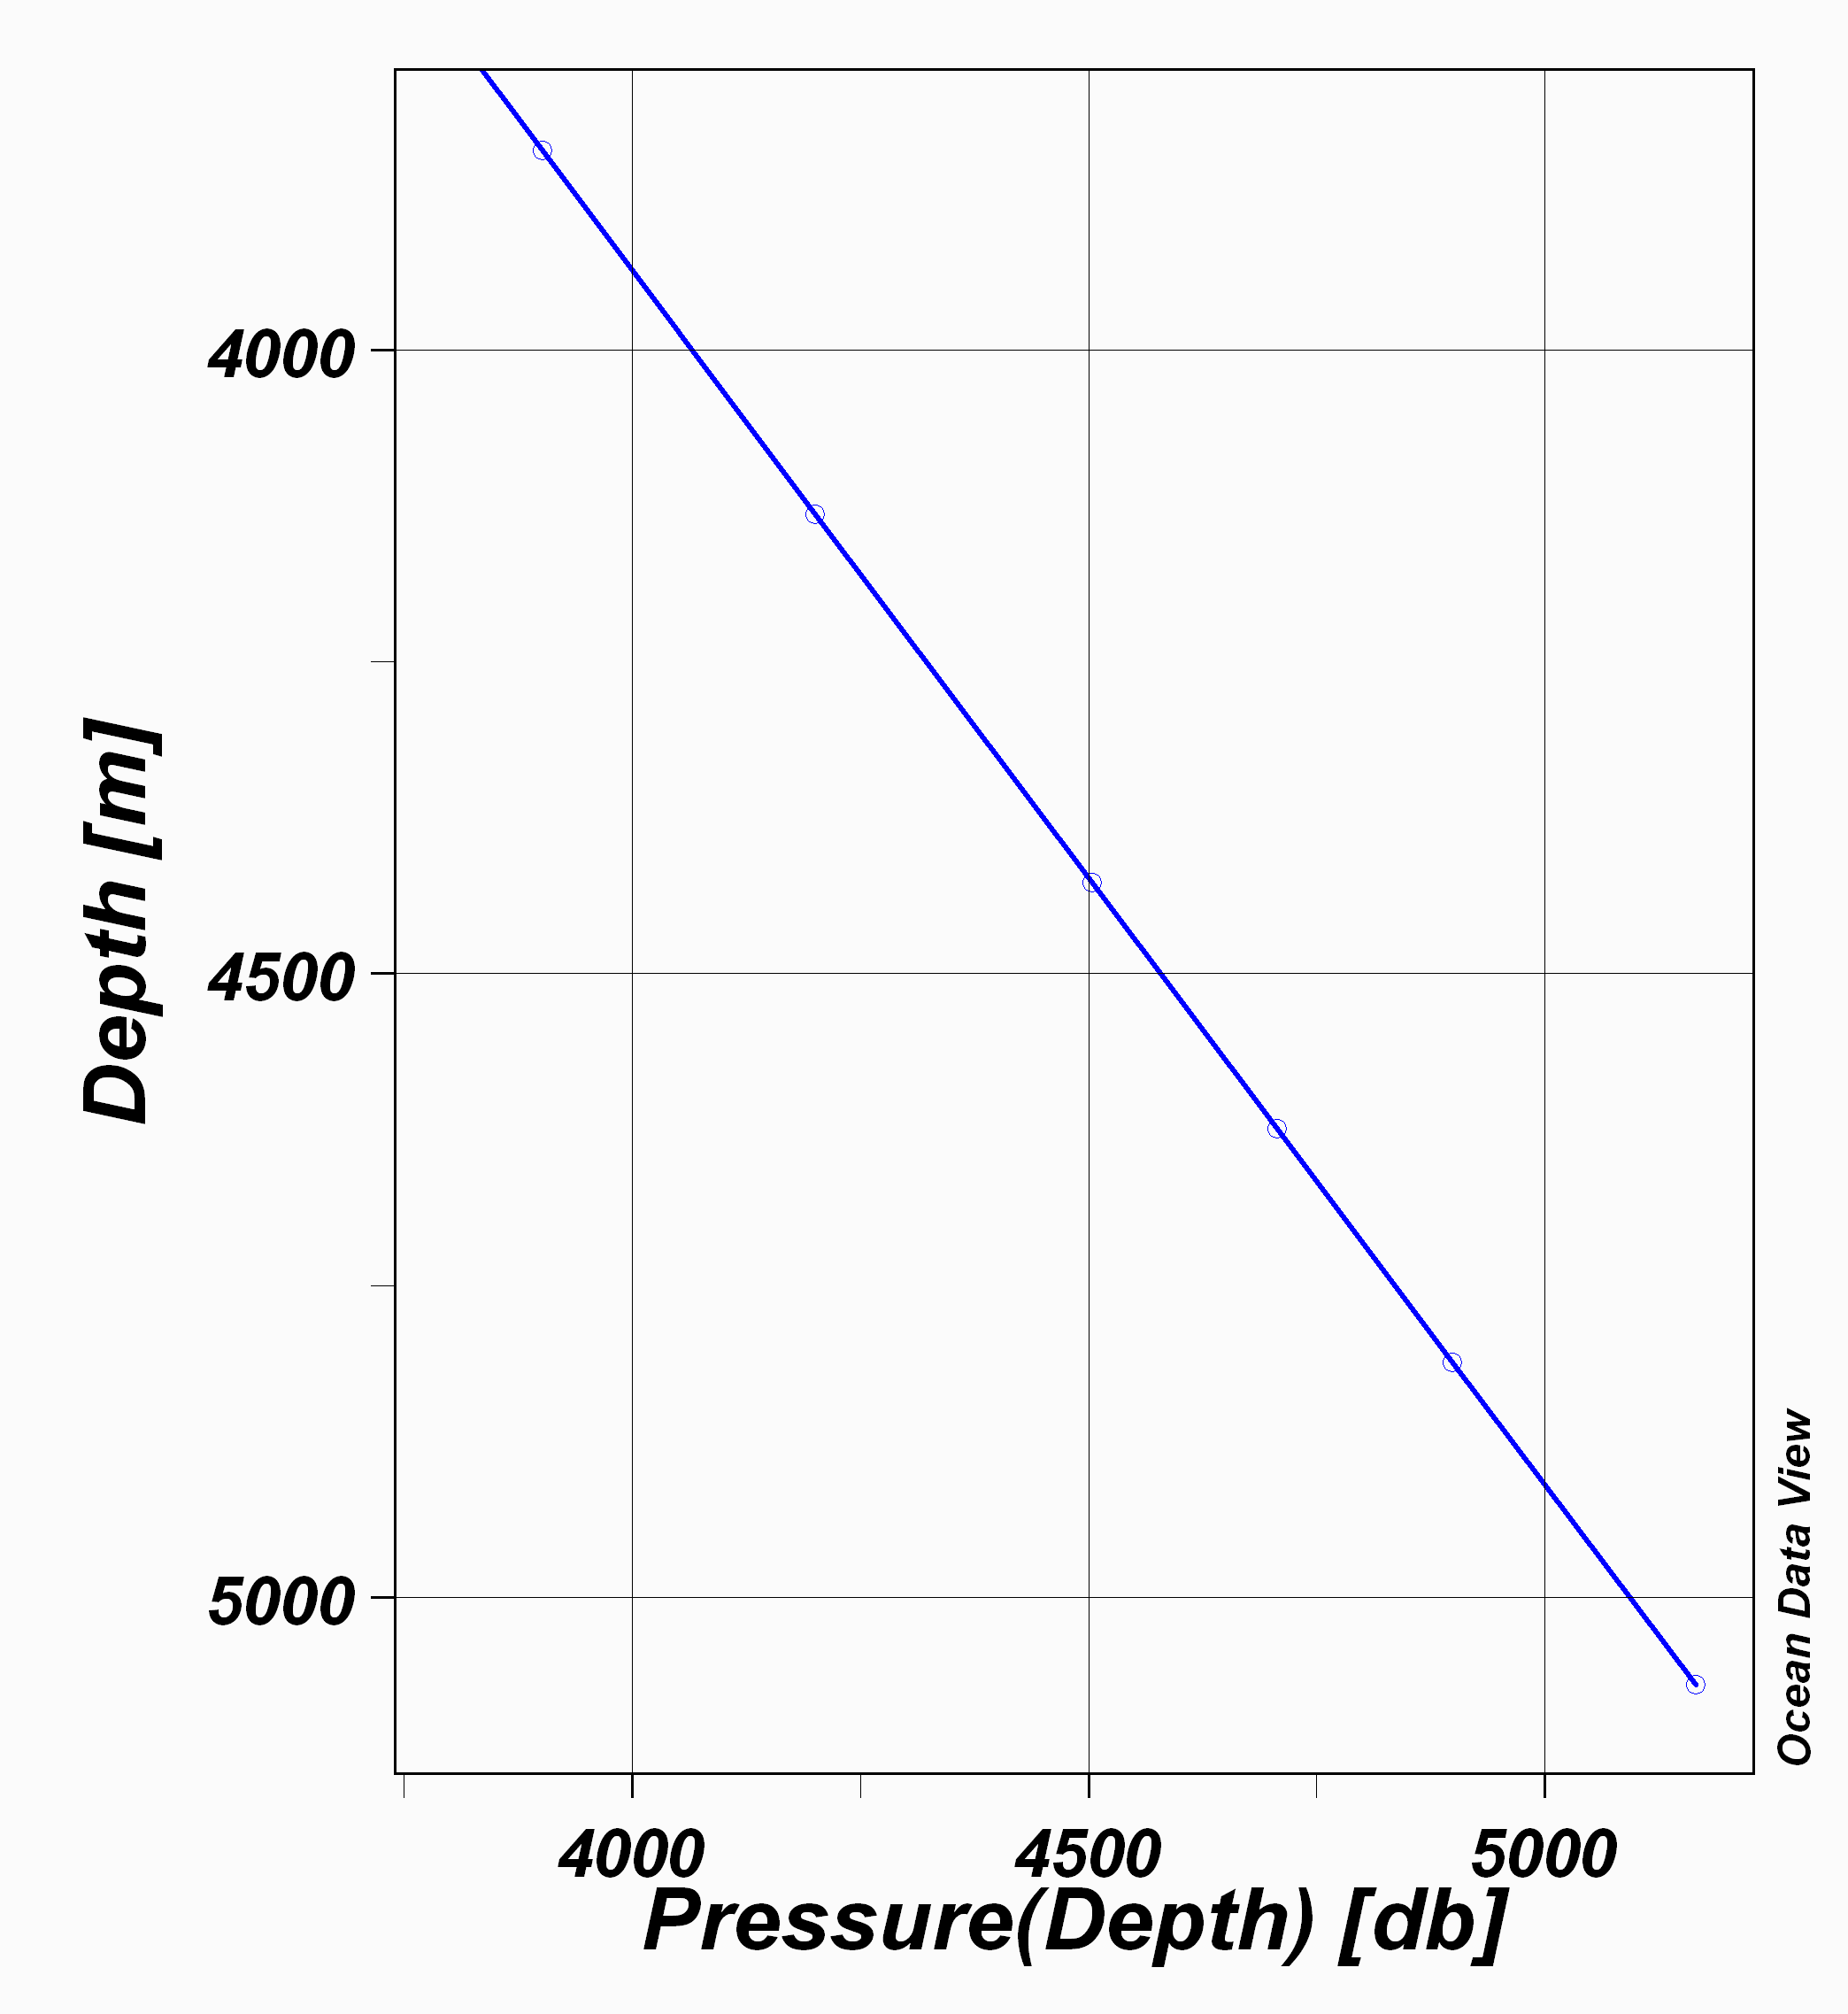 Depth [m]
4000
4500
5000
4000 4500 5000
Pressure(Depth) [db]
Ocean Data View